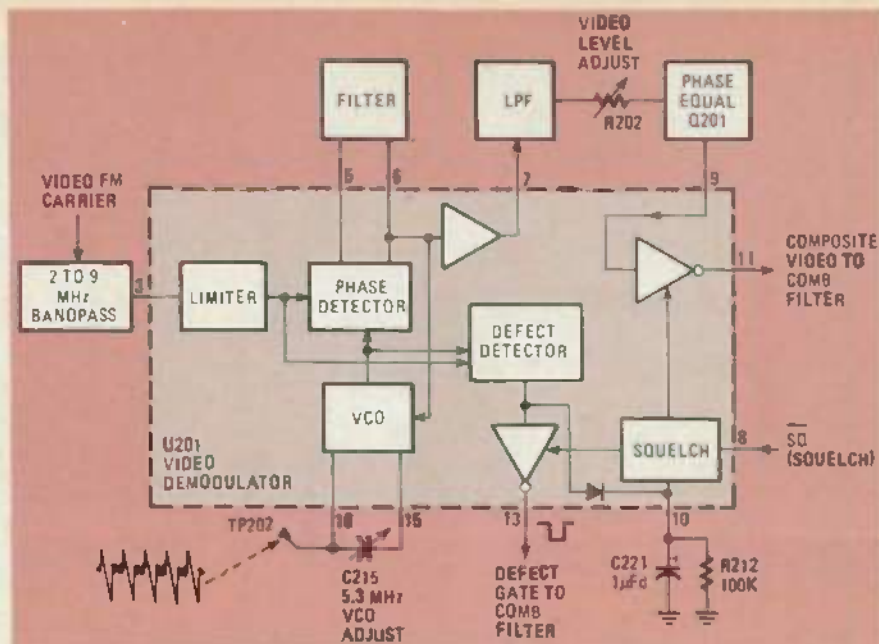 VIDEO
LEVEL
ADJUST
FILTER
LPF
R202
PHASE
EQUAL
Q201
5
6
7
9
VIDEO FM
CARRIER
2 TO 9
MHz
BANDPASS
3
LIMITER
PHASE
DETECTOR
DEFECT
DETECTOR
11
COMPOSITE
VIDEO TO
COMB
FILTER
VCO
U201
VIDEO
DEMODULATOR
SQUELCH
8
SQ
(SQUELCH)
TP202
15
13
10
C215
5.3 MHz
VCO
ADJUST
DEFECT
GATE TO
COMB
FILTER
C221
1µFd
R212
100K